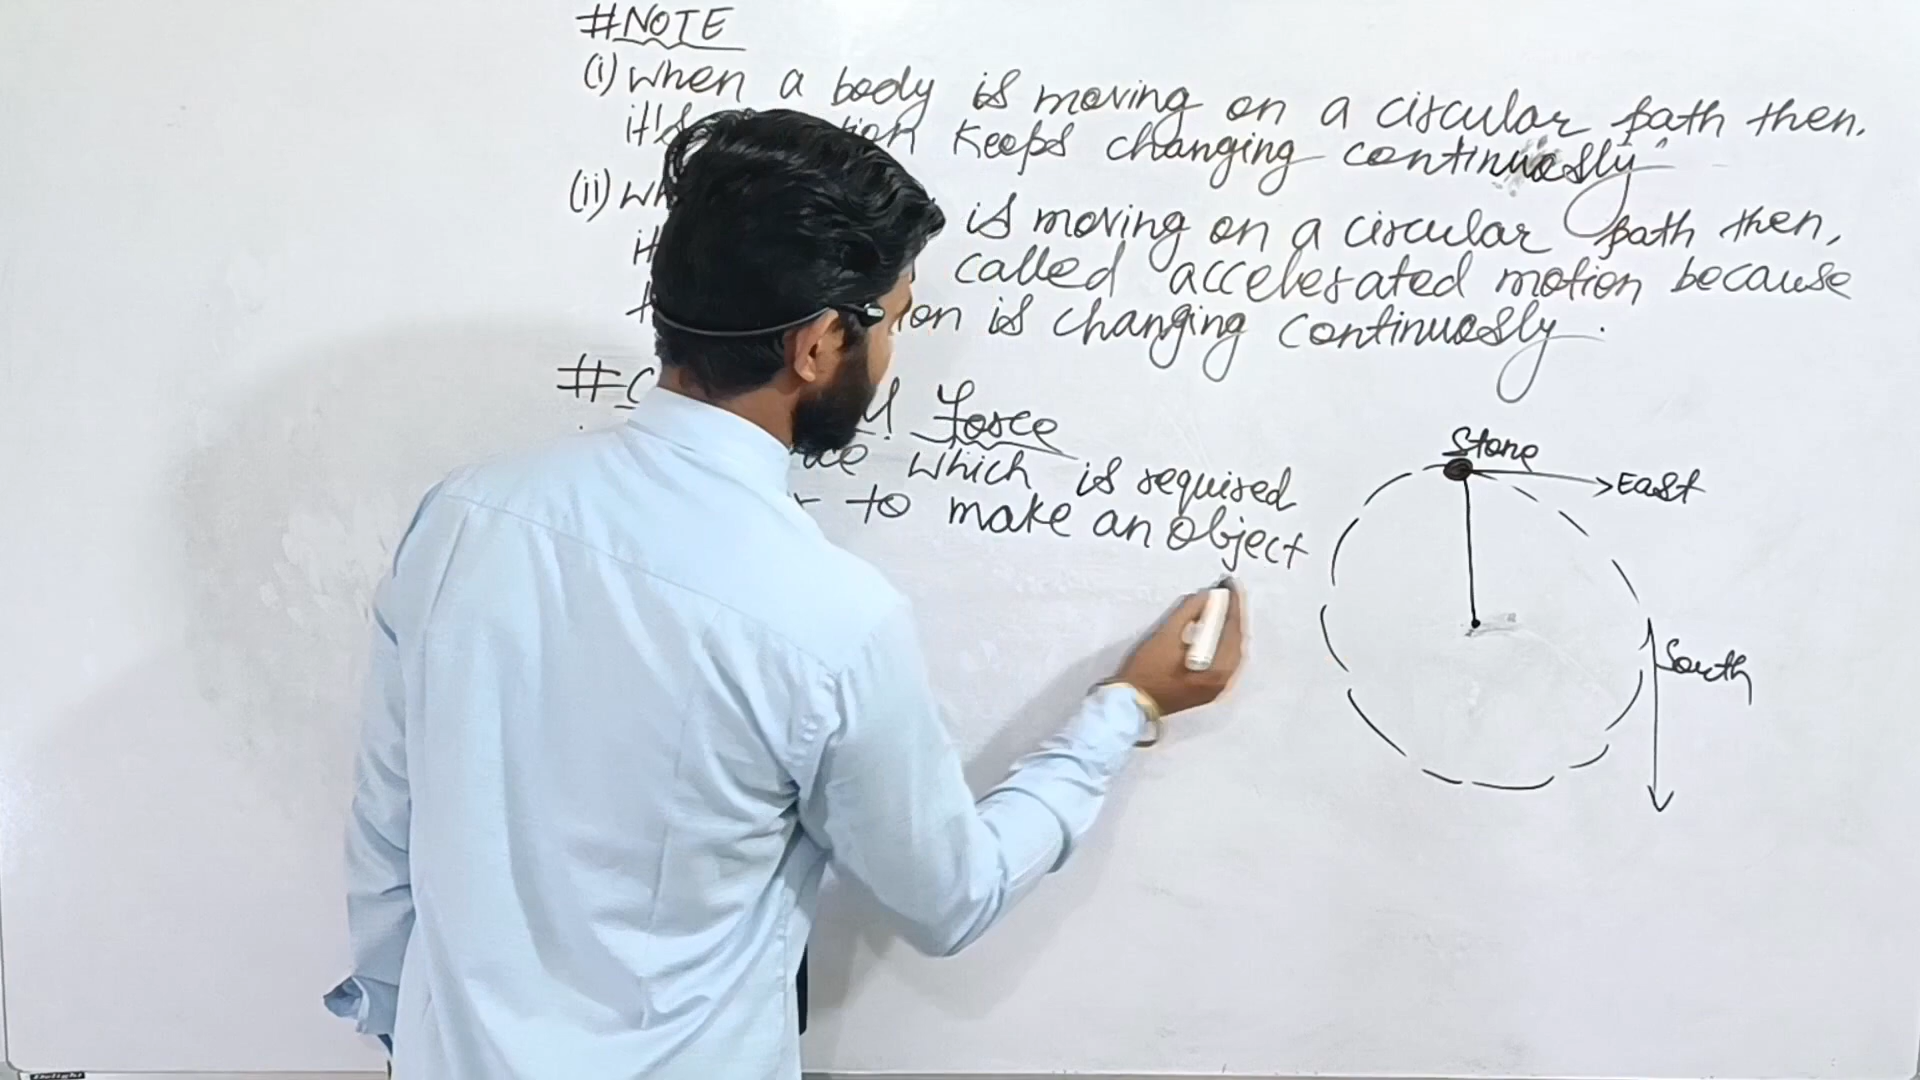 #NOTE
(i) When a body is moving on a circular path then,
it's keeps changing continuously
(ii) is moving on a circular path then,
called accelerated motion because
is changing continuously.
# Force
which is required
to make an object
Stone
East
South